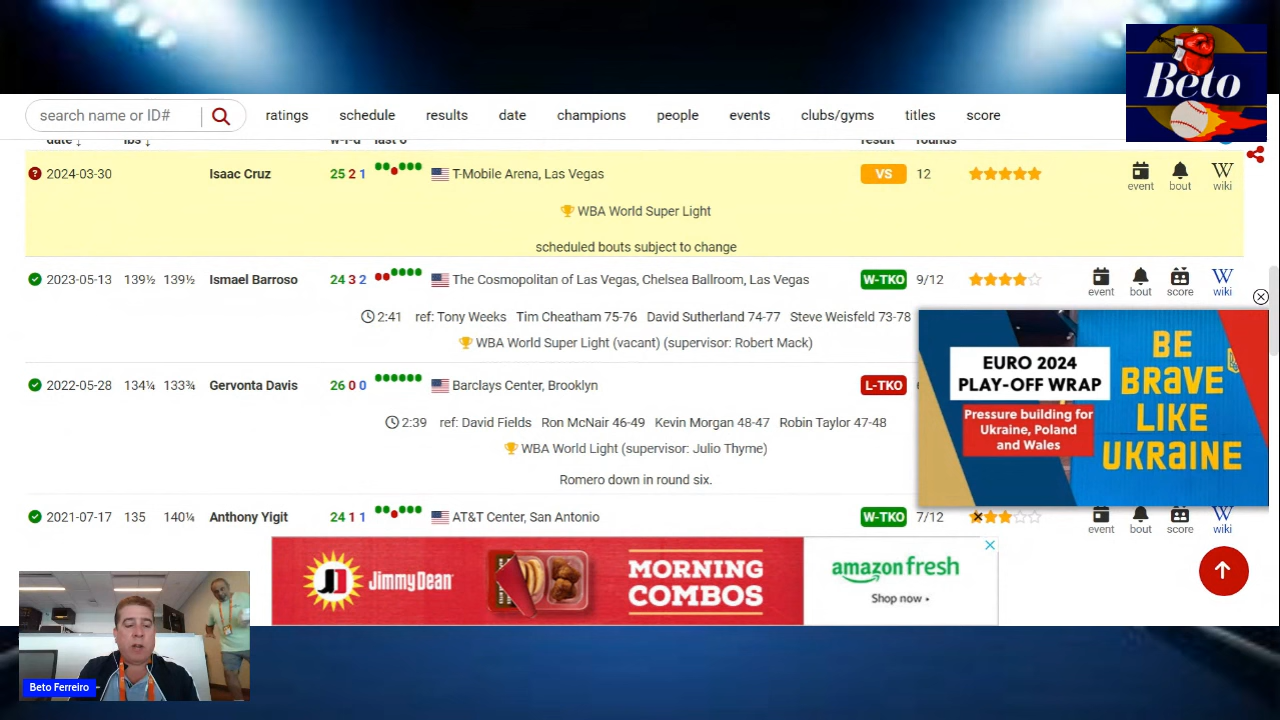 Beto
search name or ID#
ratings schedule results date champions people events clubs/gyms titles score
date lbs w-l-d last 6 result rounds
2024-03-30 Isaac Cruz 25 2 1 T-Mobile Arena, Las Vegas VS 12
event bout wiki
WBA World Super Light
scheduled bouts subject to change
2023-05-13 139½ 139½ Ismael Barroso 24 3 2 The Cosmopolitan of Las Vegas, Chelsea Ballroom, Las Vegas W-TKO 9/12
event bout score wiki
2:41 ref: Tony Weeks Tim Cheatham 75-76 David Sutherland 74-77 Steve Weisfeld 73-78
WBA World Super Light (vacant) (supervisor: Robert Mack)
2022-05-28 134¼ 133¾ Gervonta Davis 26 0 0 Barclays Center, Brooklyn L-TKO
2:39 ref: David Fields Ron McNair 46-49 Kevin Morgan 48-47 Robin Taylor 47-48
WBA World Light (supervisor: Julio Thyme)
Romero down in round six.
2021-07-17 135 140¼ Anthony Yigit 24 1 1 AT&T Center, San Antonio W-TKO 7/12
event bout score wiki
EURO 2024
PLAY-OFF WRAP
Pressure building for
Ukraine, Poland
and Wales
BE
BRAVE
LIKE
UKRAINE
JD Jimmy Dean
MORNING
COMBOS
amazon fresh
Shop now
Beto Ferreiro